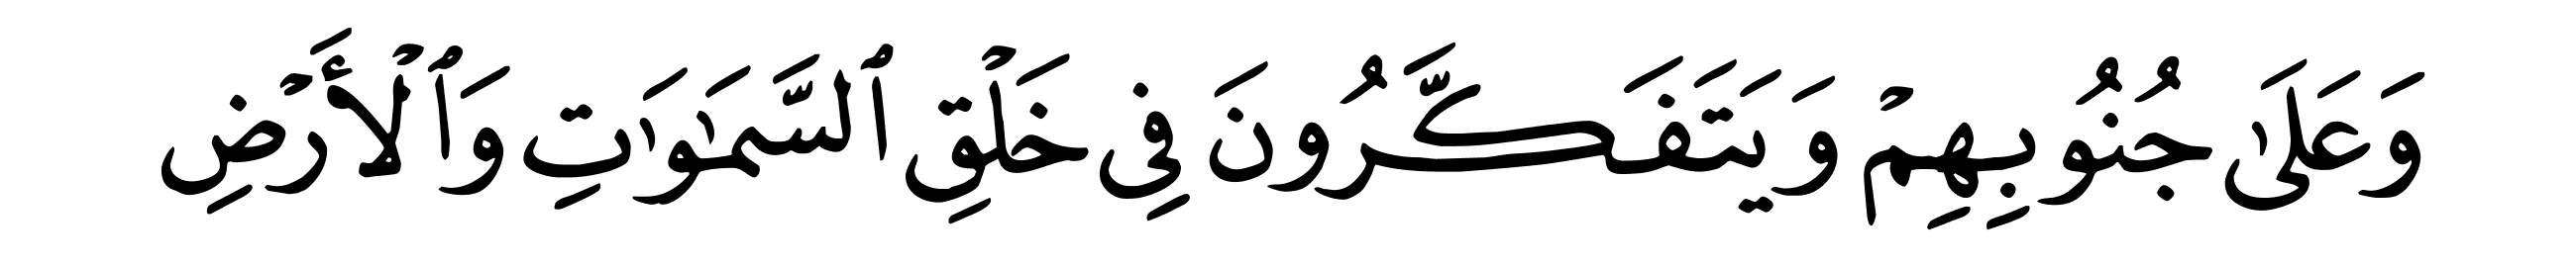 وَعَلَىٰ جُنُوبِهِمْ وَيَتَفَكَّرُونَ فِى خَلْقِ ٱلسَّمَـٰوَٰتِ وَٱلْأَرْضِ